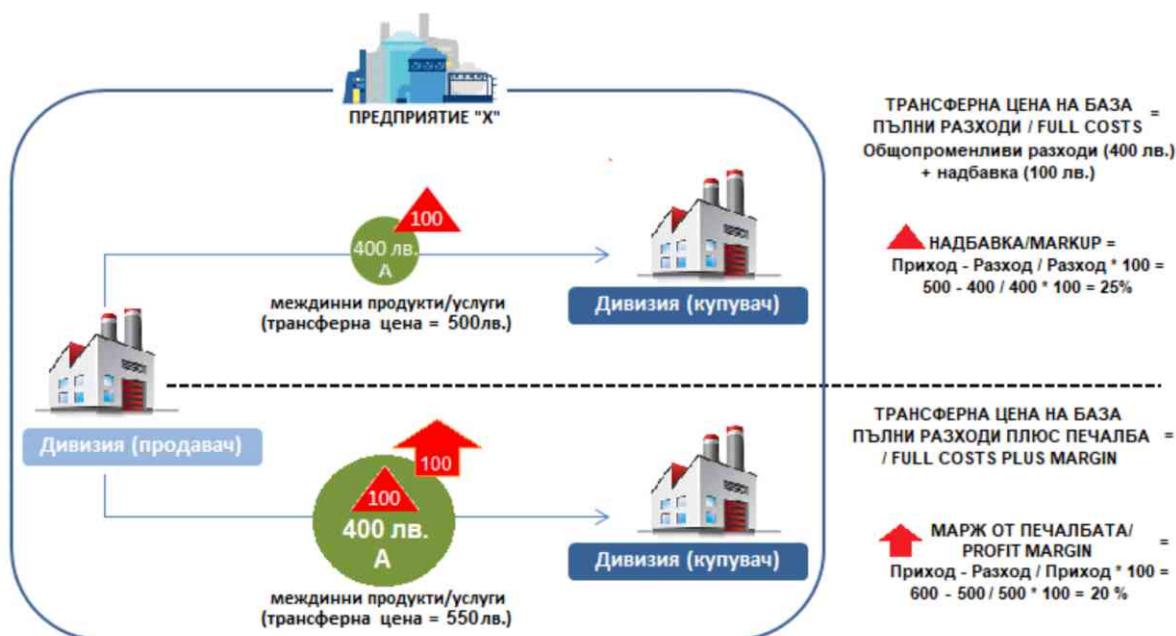 ПРЕДПРИЯТИЕ "Х"
100
400 лв.
А
междинни продукти/услуги
(трансферна цена = 500лв.)
Дивизия (купувач)
Дивизия (продавач)
100
100
400 лв.
А
междинни продукти/услуги
(трансферна цена = 550лв.)
Дивизия (купувач)
ТРАНСФЕРНА ЦЕНА НА БАЗА
ПЪЛНИ РАЗХОДИ / FULL COSTS =
Общопроменливи разходи (400 лв.)
+ надбавка (100 лв.)
НАДБАВКА/MARKUP =
Приход - Разход / Разход * 100 =
500 - 400 / 400 * 100 = 25%
ТРАНСФЕРНА ЦЕНА НА БАЗА
ПЪЛНИ РАЗХОДИ ПЛЮС ПЕЧАЛБА =
/ FULL COSTS PLUS MARGIN
МАРЖ ОТ ПЕЧАЛБАТА/
PROFIT MARGIN =
Приход - Разход / Приход * 100 =
600 - 500 / 500 * 100 = 20 %